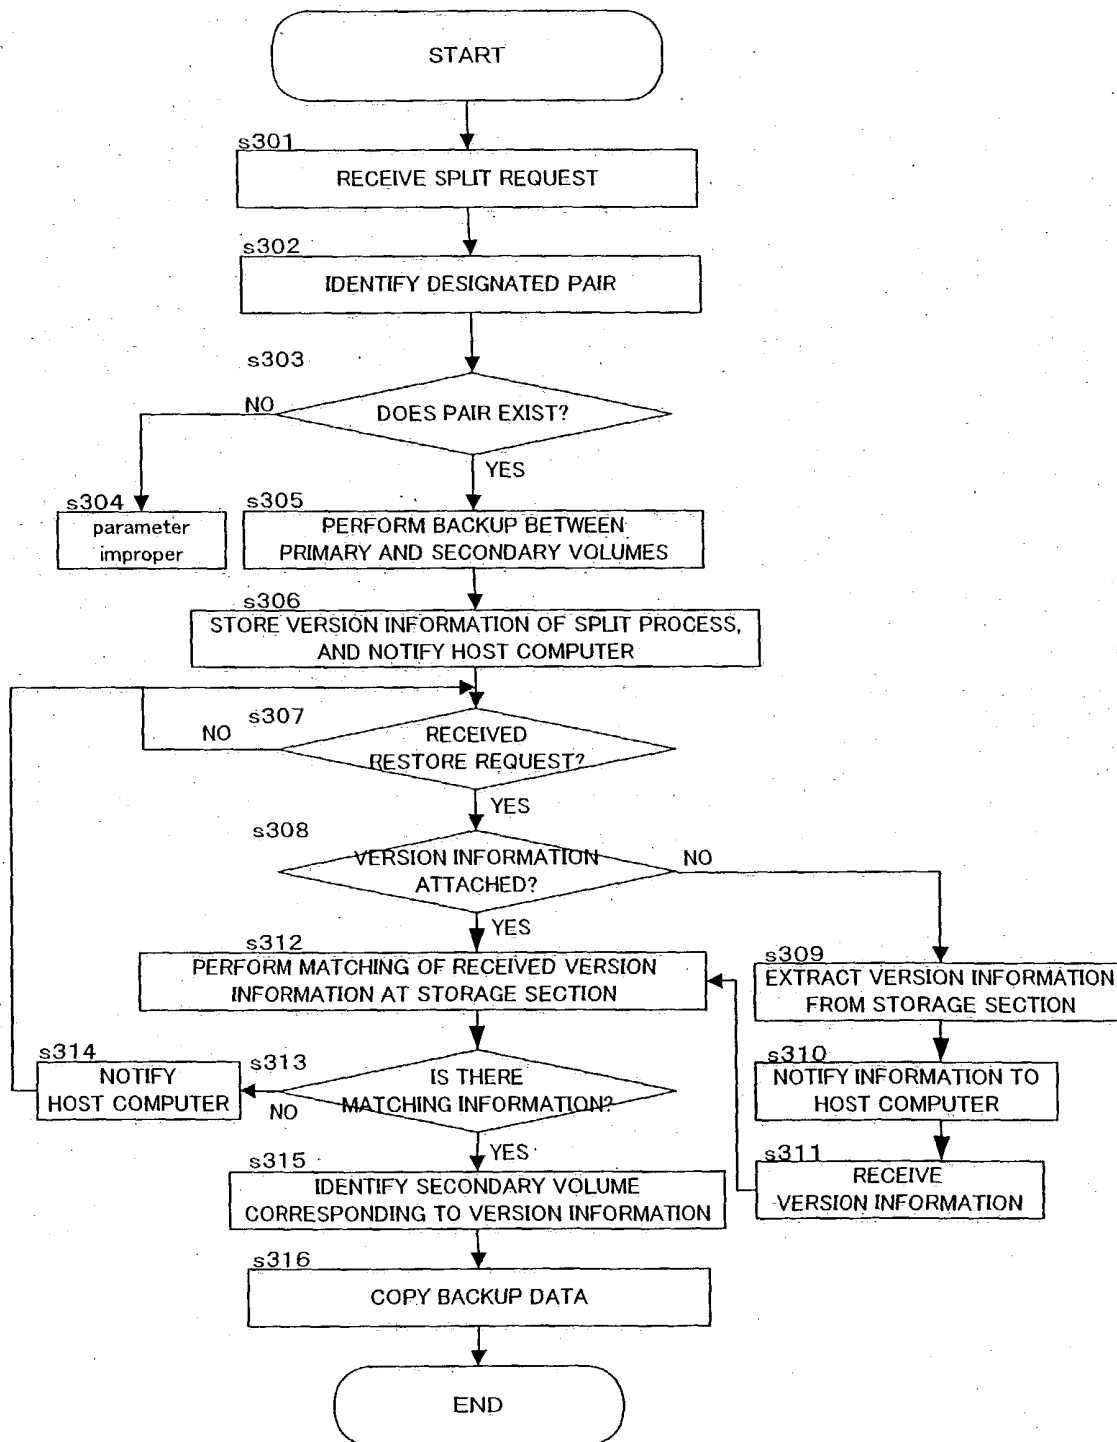 START
s301
RECEIVE SPLIT REQUEST
s302
IDENTIFY DESIGNATED PAIR
s303
NO
DOES PAIR EXIST?
YES
s304
parameter
improper
s305
PERFORM BACKUP BETWEEN
PRIMARY AND SECONDARY VOLUMES
s306
STORE VERSION INFORMATION OF SPLIT PROCESS,
AND NOTIFY HOST COMPUTER
s307
NO
RECEIVED
RESTORE REQUEST?
YES
s308
VERSION INFORMATION
ATTACHED?
NO
YES
s312
PERFORM MATCHING OF RECEIVED VERSION
INFORMATION AT STORAGE SECTION
s309
EXTRACT VERSION INFORMATION
FROM STORAGE SECTION
s310
NOTIFY INFORMATION TO
HOST COMPUTER
s311
RECEIVE
VERSION INFORMATION
s313
IS THERE
MATCHING INFORMATION?
NO
s314
NOTIFY
HOST COMPUTER
YES
s315
IDENTIFY SECONDARY VOLUME
CORRESPONDING TO VERSION INFORMATION
s316
COPY BACKUP DATA
END